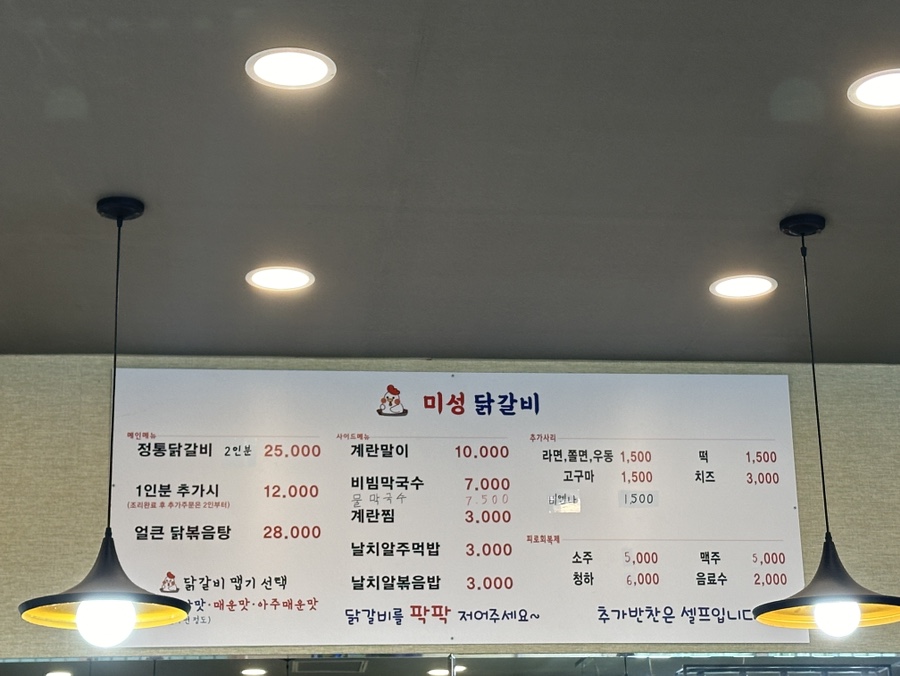 미성 닭갈비
메인메뉴
정통닭갈비 2인분 25.000
1인분 추가시 12.000
(조리완료 후 추가주문은 2인부터)
얼큰 닭볶음탕 28.000
닭갈비 맵기 선택
맛·매운맛·아주매운맛
사이드메뉴
계란말이 10.000
비빔막국수 7.000
물막국수 7.500
계란찜 3.000
날치알주먹밥 3.000
날치알볶음밥 3.000
추가사리
라면,쫄면,우동 1,500 떡 1,500
고구마 1,500 치즈 3,000
1500
피로회복제
소주 5,000 맥주 5,000
청하 6,000 음료수 2,000
닭갈비를 팍팍 저어주세요~
추가반찬은 셀프입니다